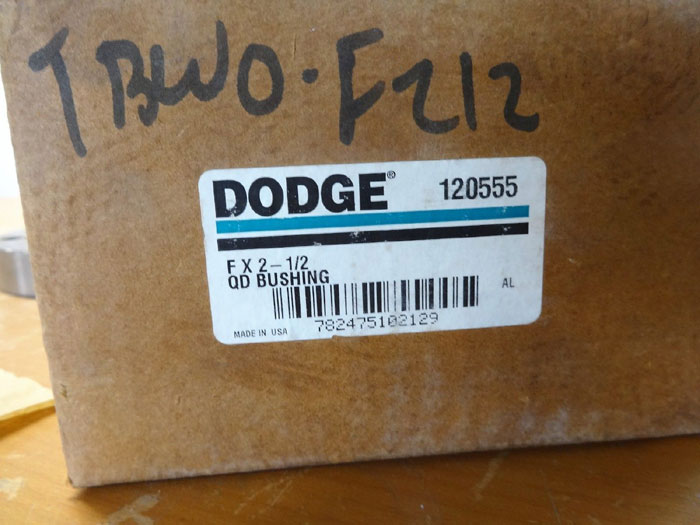 TBWO-F212
DODGE® 120555
F X 2-1/2
QD BUSHING
AL
MADE IN USA 782475102129